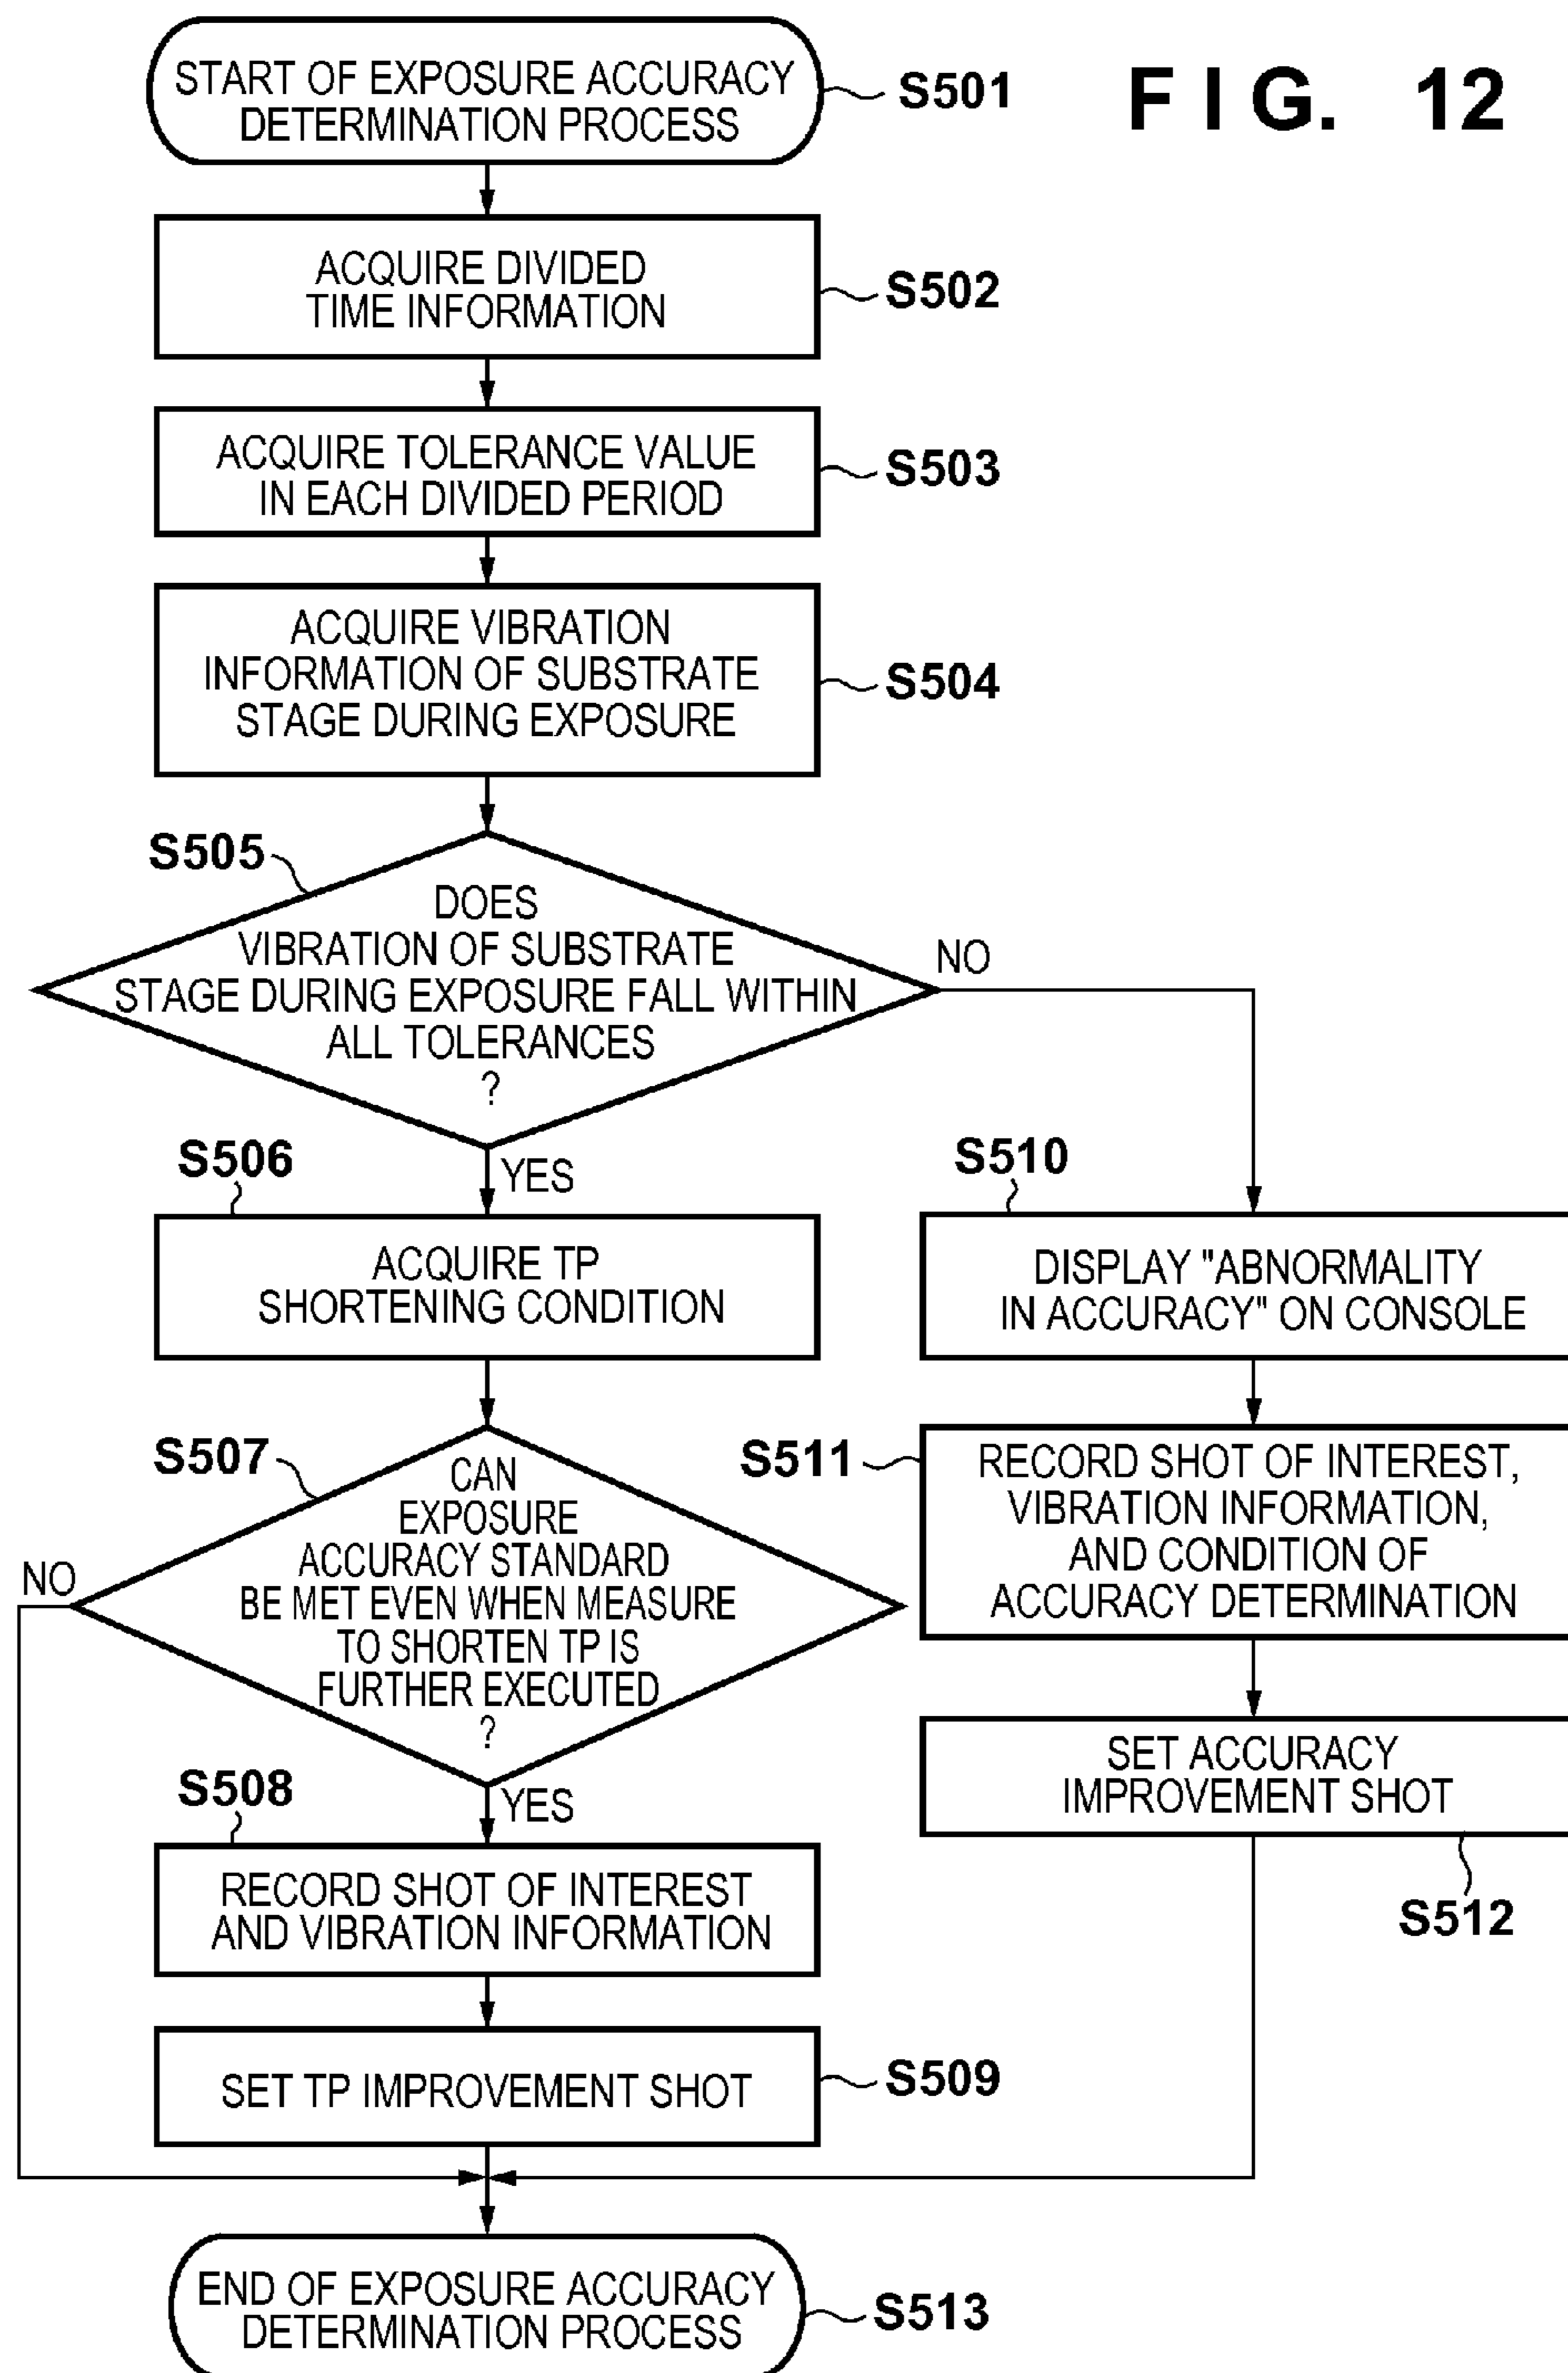 START OF EXPOSURE ACCURACY
DETERMINATION PROCESS
S501
F I G. 12
ACQUIRE DIVIDED
TIME INFORMATION
S502
ACQUIRE TOLERANCE VALUE
IN EACH DIVIDED PERIOD
S503
ACQUIRE VIBRATION
INFORMATION OF SUBSTRATE
STAGE DURING EXPOSURE
S504
S505
DOES
VIBRATION OF SUBSTRATE
STAGE DURING EXPOSURE FALL WITHIN
ALL TOLERANCES
?
NO
YES
S506
ACQUIRE TP
SHORTENING CONDITION
S510
DISPLAY "ABNORMALITY
IN ACCURACY" ON CONSOLE
S507
CAN
EXPOSURE
ACCURACY STANDARD
BE MET EVEN WHEN MEASURE
TO SHORTEN TP IS
FURTHER EXECUTED
?
NO
YES
S511
RECORD SHOT OF INTEREST,
VIBRATION INFORMATION,
AND CONDITION OF
ACCURACY DETERMINATION
SET ACCURACY
IMPROVEMENT SHOT
S512
S508
RECORD SHOT OF INTEREST
AND VIBRATION INFORMATION
SET TP IMPROVEMENT SHOT
S509
END OF EXPOSURE ACCURACY
DETERMINATION PROCESS
S513